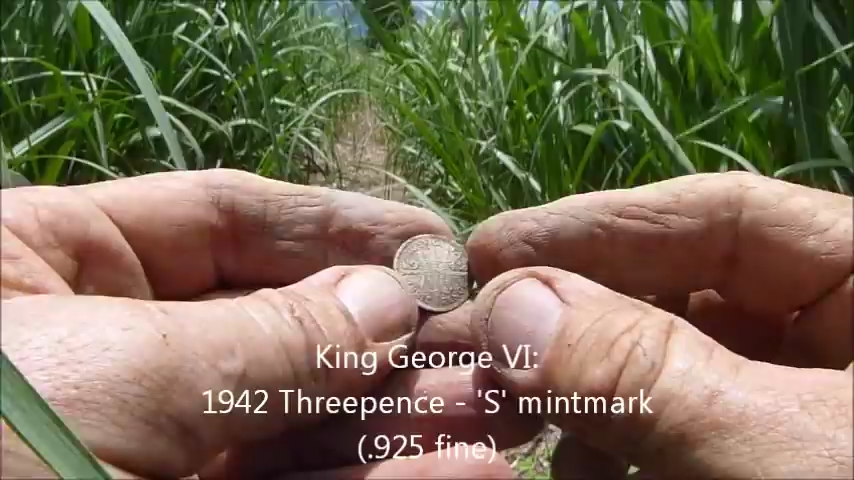 King George VI:
1942 Threepence - 'S' mintmark
(.925 fine)